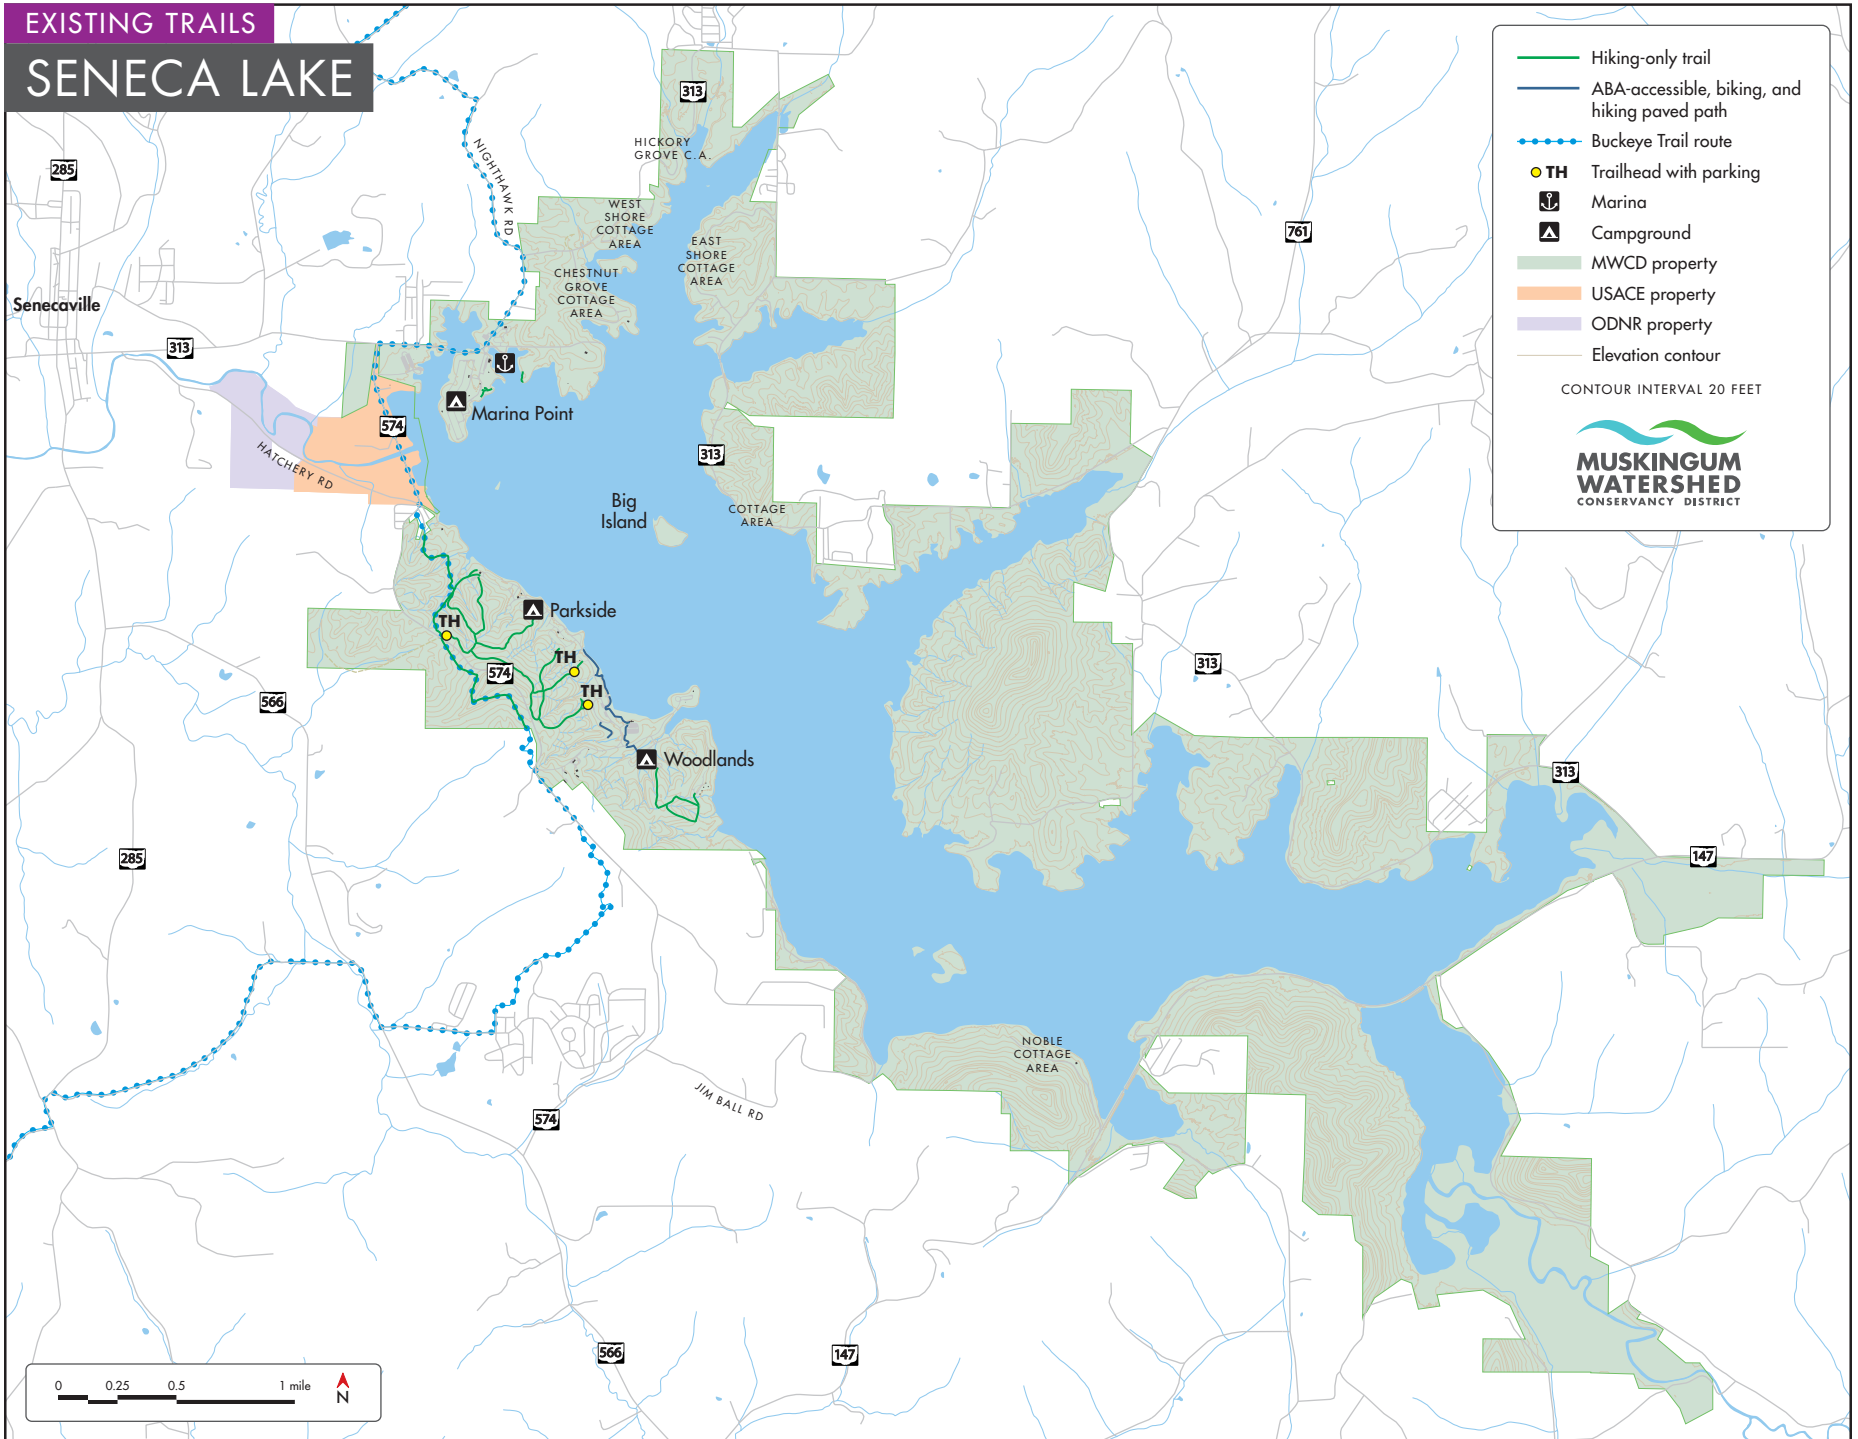 EXISTING TRAILS
SENECA LAKE
Hiking-only trail
ABA-accessible, biking, and
hiking paved path
Buckeye Trail route
TH Trailhead with parking
Marina
Campground
MWCD property
USACE property
ODNR property
Elevation contour
CONTOUR INTERVAL 20 FEET
MUSKINGUM
WATERSHED
CONSERVANCY DISTRICT
313
HICKORY
GROVE C.A.
285
NIGHTHAWK RD
WEST
SHORE
COTTAGE
AREA
EAST
SHORE
COTTAGE
AREA
761
CHESTNUT
GROVE
COTTAGE
AREA
Senecaville
313
Marina Point
574
HATCHERY RD
313
Big
Island
COTTAGE
AREA
Parkside
TH
TH
574
TH
313
566
Woodlands
313
285
147
NOBLE
COTTAGE
AREA
JIM BALL RD
574
566
147
0 0.25 0.5 1 mile
N